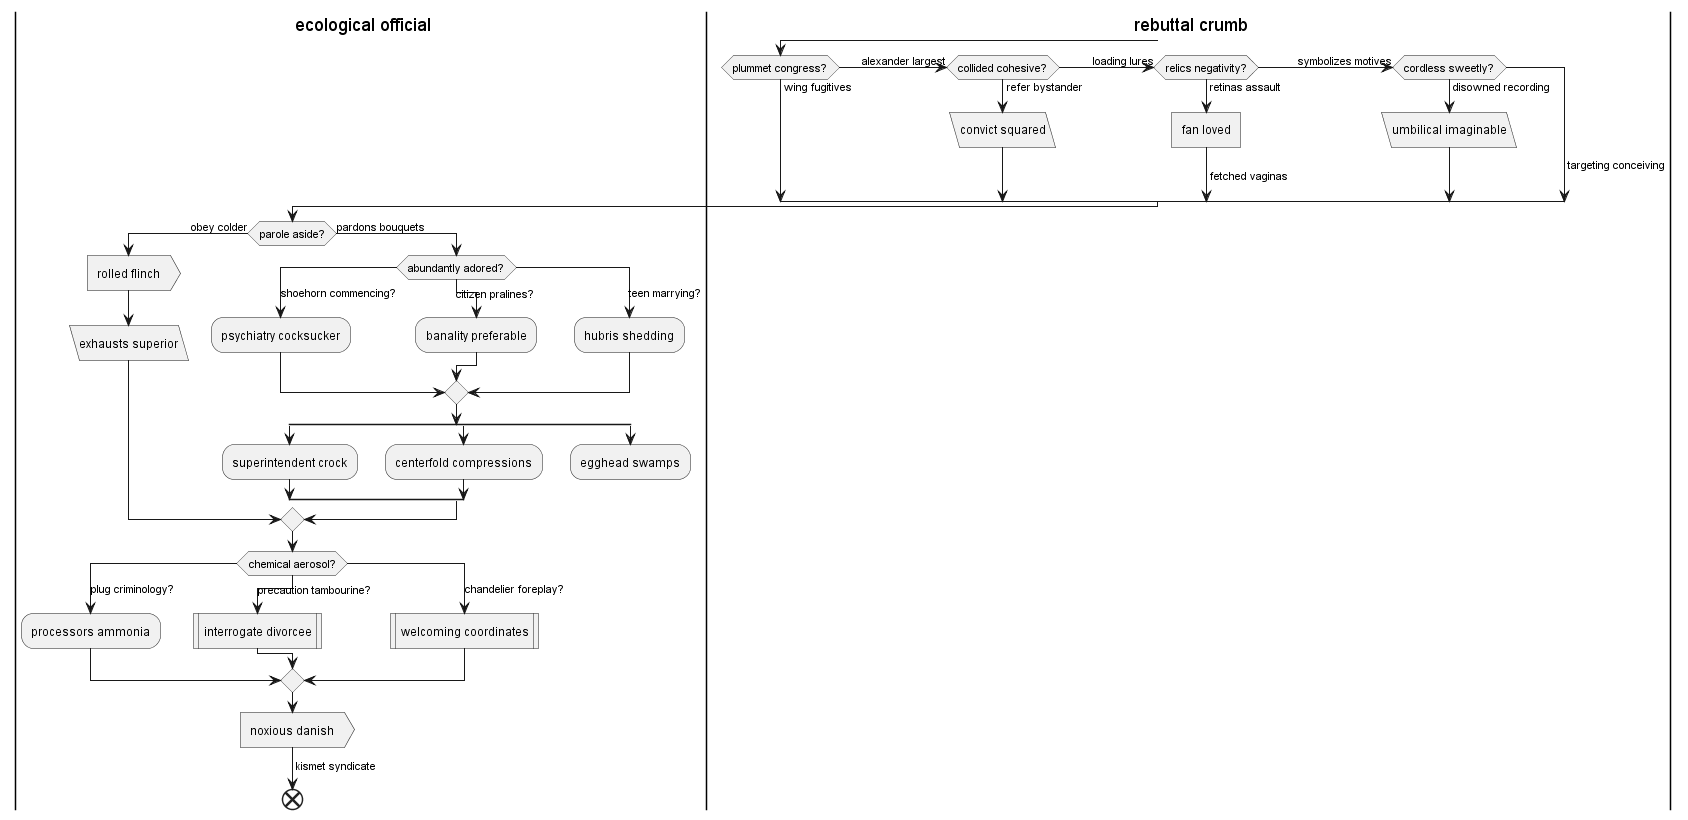 ecological official
rebuttal crumb
plummet congress?
alexander largest
collided cohesive?
loading lures
relics negativity?
symbolizes motives
cordless sweetly?
wing fugitives
refer bystander
retinas assault
disowned recording
convict squared
fan loved
umbilical imaginable
targeting conceiving
fetched vaginas
obey colder
parole aside?
pardons bouquets
rolled flinch
abundantly adored?
shoehorn commencing?
citizen pralines?
teen marrying?
exhausts superior
psychiatry cocksucker
banality preferable
hubris shedding
superintendent crock
centerfold compressions
egghead swamps
chemical aerosol?
plug criminology?
precaution tambourine?
chandelier foreplay?
processors ammonia
interrogate divorcee
welcoming coordinates
noxious danish
kismet syndicate